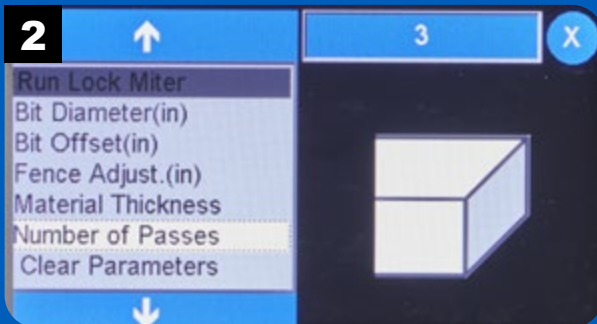 2
3
X
Run Lock Miter
Bit Diameter(in)
Bit Offset(in)
Fence Adjust.(in)
Material Thickness
Number of Passes
Clear Parameters